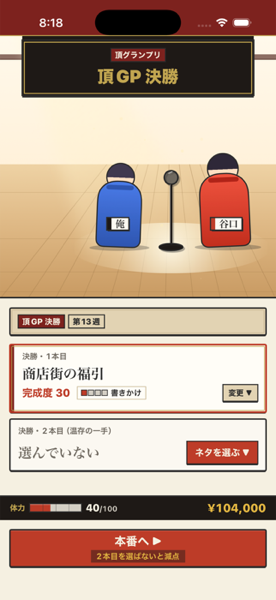 8:18
頂グランプリ
頂GP 決勝
俺
谷口
頂GP 決勝 第13週
決勝・1本目
商店街の福引
完成度 30 書きかけ
変更▼
決勝・2本目（温存の一手）
選んでいない
ネタを選ぶ▼
体力 40/100 ¥104,000
本番へ▶
2本目を選ばないと減点